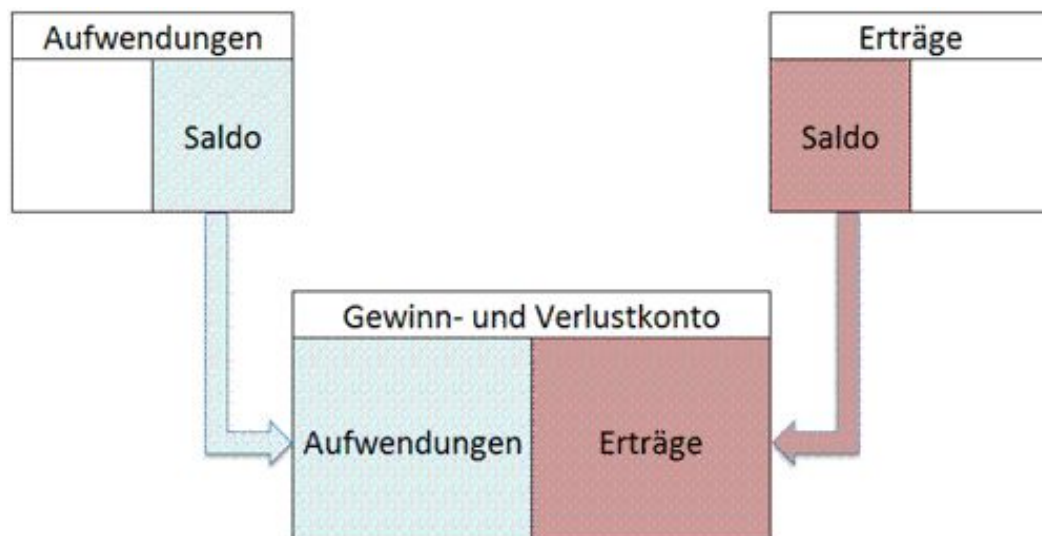 Aufwendungen
Erträge
Saldo
Saldo
Gewinn- und Verlustkonto
Aufwendungen
Erträge